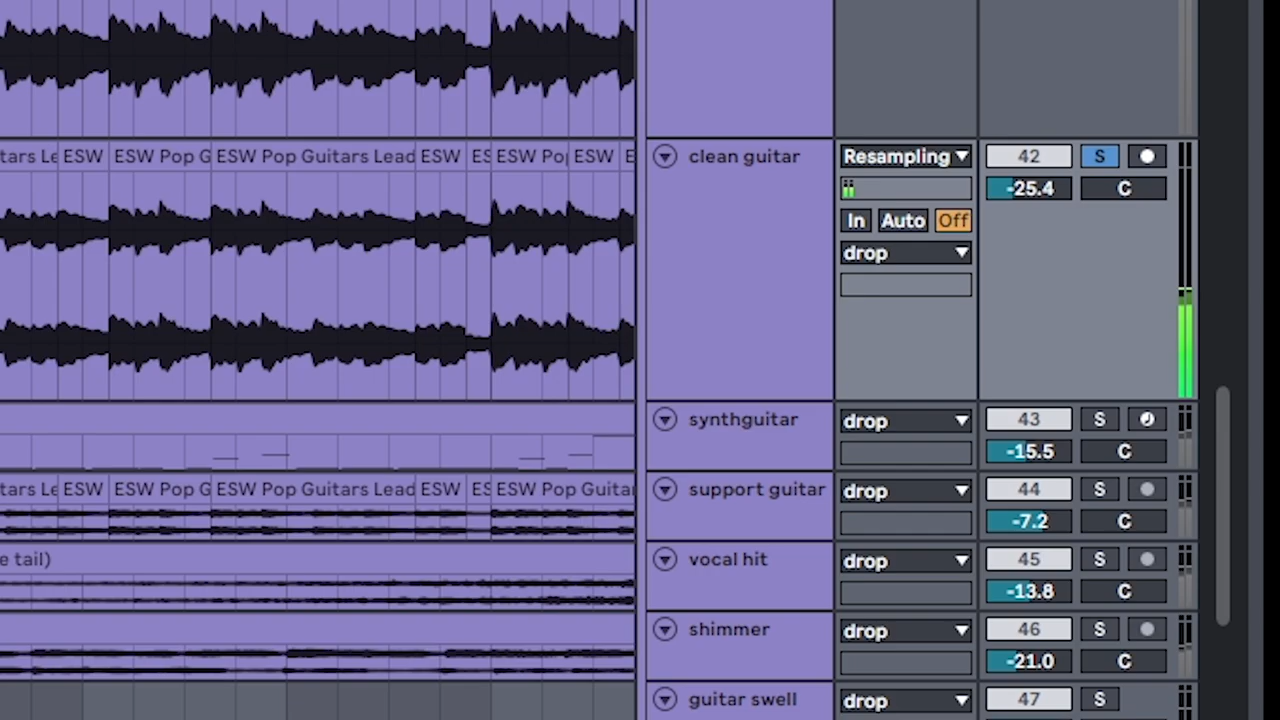 tars Le ESW ESW Pop G ESW Pop Guitars Lead ESW ES ESW Po ESW E clean guitar Resampling 42 S
-25.4 C
In Auto Off
drop
synthguitar drop 43 S
-15.5 C
tars Le ESW ESW Pop G ESW Pop Guitars Lead ESW ES ESW Pop Guitar support guitar drop 44 S
-7.2 C
e tail) vocal hit drop 45 S
-13.8 C
shimmer drop 46 S
-21.0 C
guitar swell drop 47 S